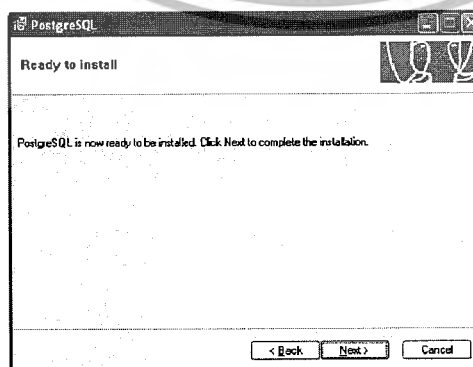 PostgreSQL
Ready to install
PostgreSQL is now ready to be installed. Click Next to complete the installation.
< Back
Next >
Cancel